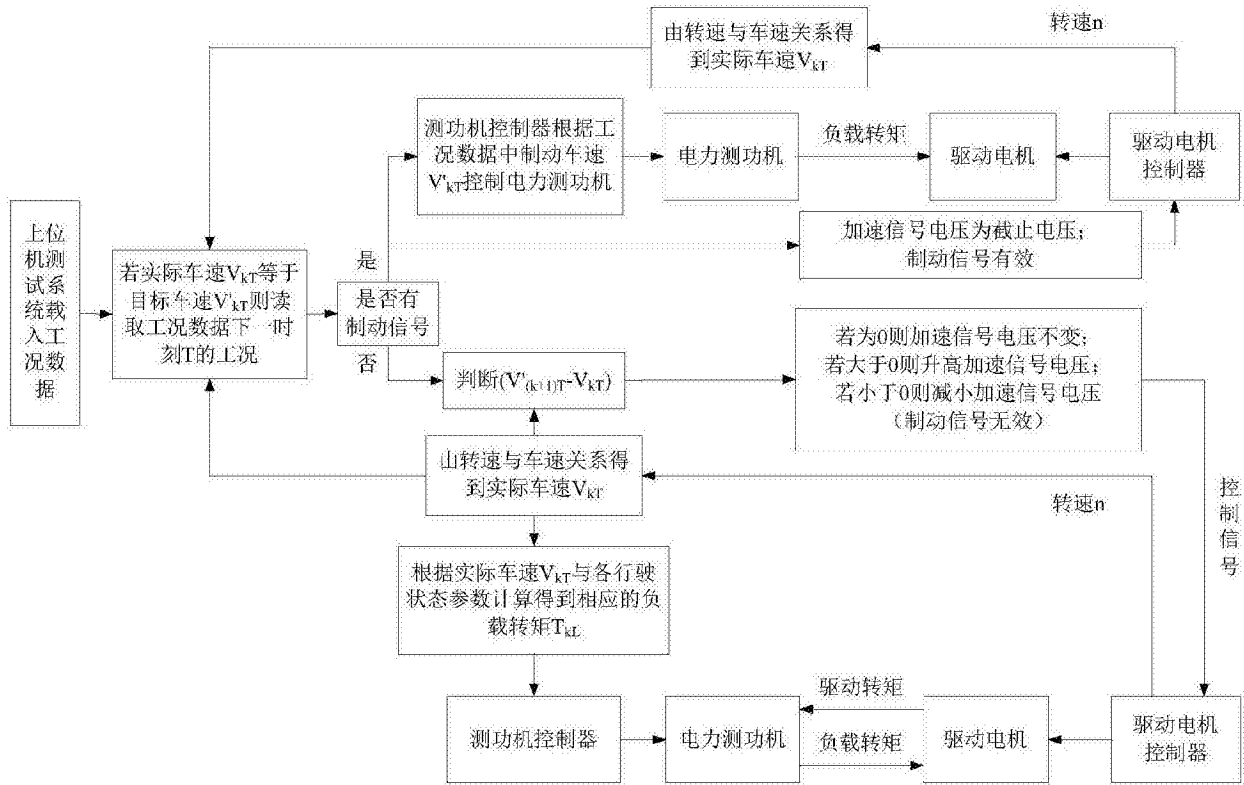 转速n
由转速与车速关系得
到实际车速VkT
测功机控制器根据工
况数据中制动车速
V'kT控制电力测功机
电力测功机
负载转矩
驱动电机
驱动电机
控制器
加速信号电压为截止电压；
制动信号有效
上位
机测
试系
统载
入工
况数
据
若实际车速VkT等于
目标车速V'kT则读
取工况数据下一时
刻T的工况
是
是否有
制动信号
否
判断(V'(k+1)T-VkT)
若为0则加速信号电压不变；
若大于0则升高加速信号电压；
若小于0则减小加速信号电压
（制动信号无效）
由转速与车速关系得
到实际车速VkT
转速n
控
制
信
号
根据实际车速VkT与各行驶
状态参数计算得到相应的负
载转矩TkL
测功机控制器
电力测功机
驱动转矩
负载转矩
驱动电机
驱动电机
控制器